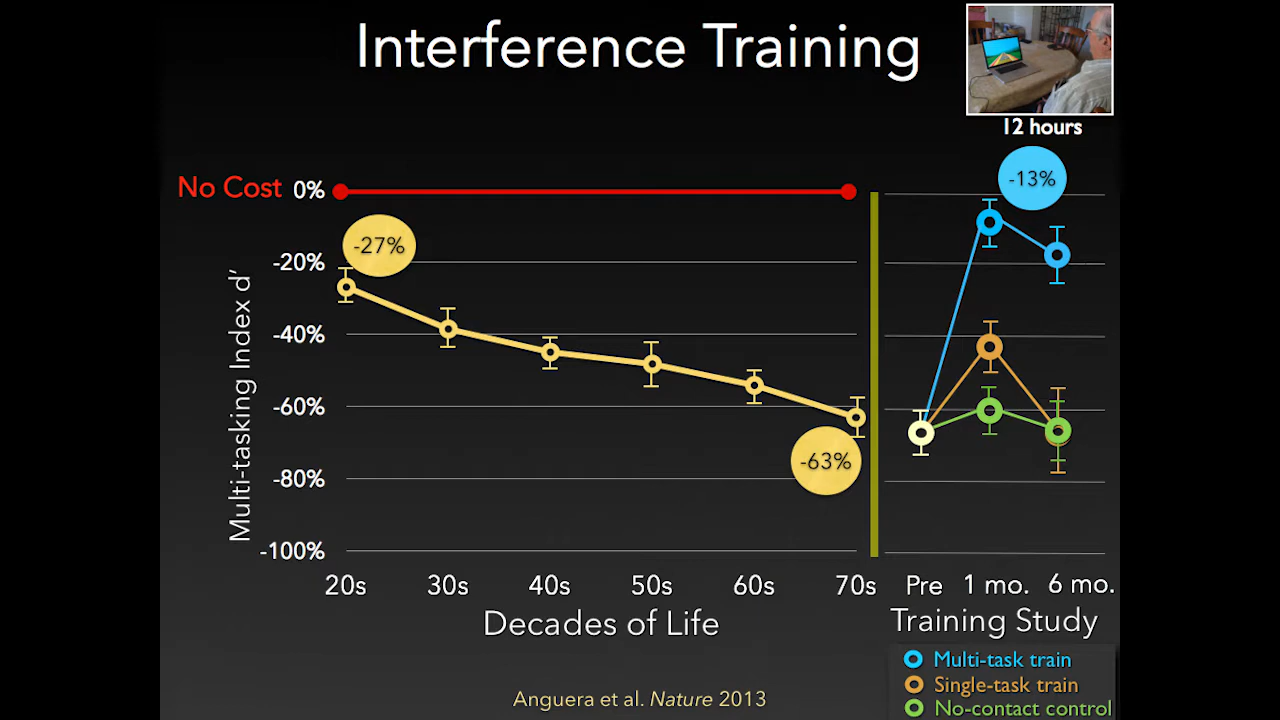 Interference Training
12 hours
No Cost
0%
-20%
-40%
-60%
-80%
-100%
Multi-tasking Index d′
-27%
-63%
-13%
20s 30s 40s 50s 60s 70s
Decades of Life
Pre 1 mo. 6 mo.
Training Study
Multi-task train
Single-task train
No-contact control
Anguera et al. Nature 2013